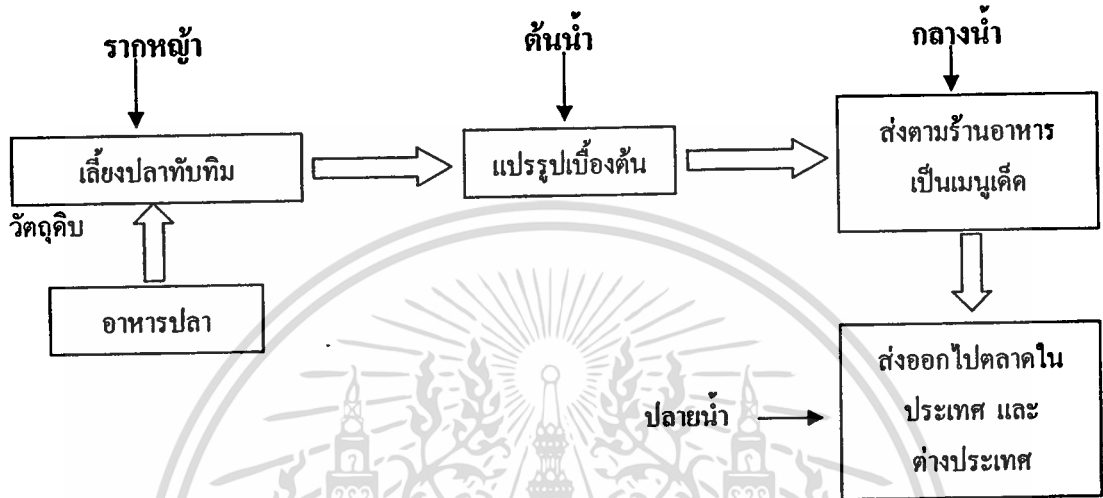 รากหญ้า
ต้นน้ำ
กลางน้ำ
เลี้ยงปลาทับทิม
แปรรูปเบื้องต้น
ส่งตามร้านอาหาร
เป็นเมนูเด็ด
วัตถุดิบ
อาหารปลา
ปลายน้ำ
ส่งออกไปตลาดใน
ประเทศ และ
ต่างประเทศ